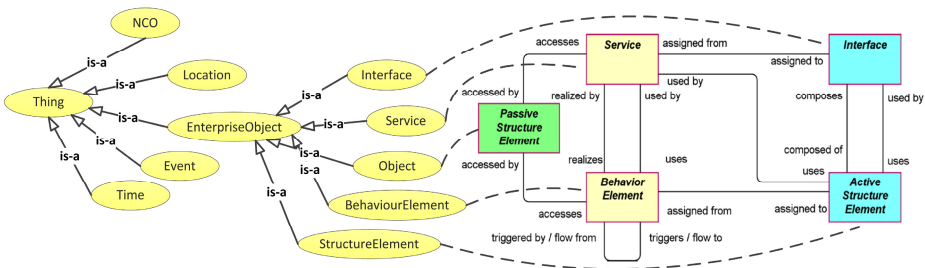 NCO
is-a
Location
is-a
Thing
is-a
EnterpriseObject
is-a
Event
is-a
Time
is-a
Interface
is-a
Service
is-a
Object
is-a
BehaviourElement
is-a
StructureElement
accesses
Service
assigned from
Interface
assigned to
used by
accessed by
realized by
used by
composes
used by
Passive
Structure
Element
accessed by
realizes
uses
composed of
uses
uses
Behavior
Element
Active
Structure
Element
accesses
assigned from
assigned to
triggered by / flow from
triggers / flow to